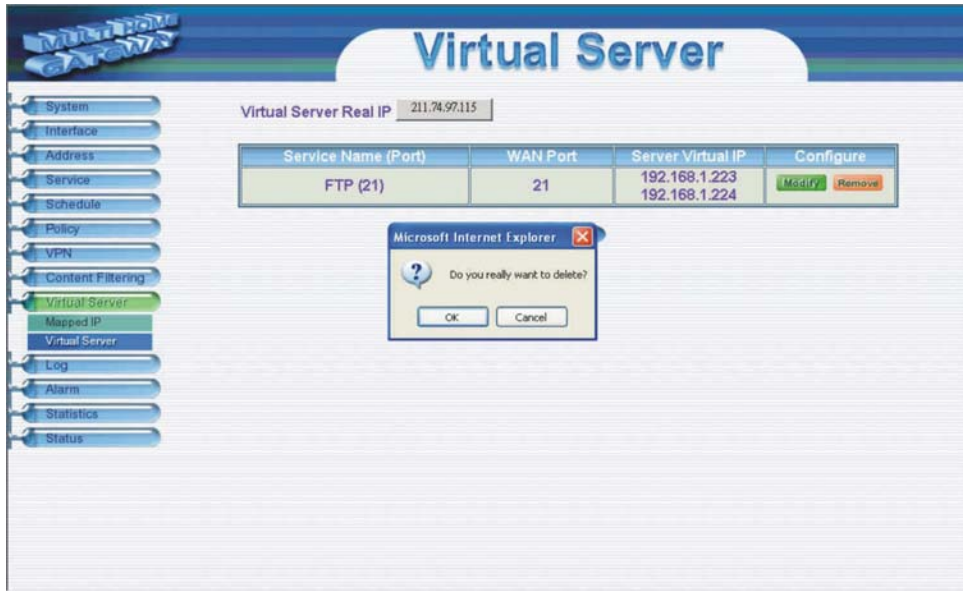 MULTI HOME
GATEWAY
Virtual Server
System
Interface
Address
Service
Schedule
Policy
VPN
Content Filtering
Virtual Server
Mapped IP
Virtual Server
Log
Alarm
Statistics
Status
Virtual Server Real IP 211.74.97.115
Service Name (Port) WAN Port Server Virtual IP Configure
FTP (21) 21 192.168.1.223 Modify Remove
192.168.1.224
Microsoft Internet Explorer
Do you really want to delete?
OK Cancel